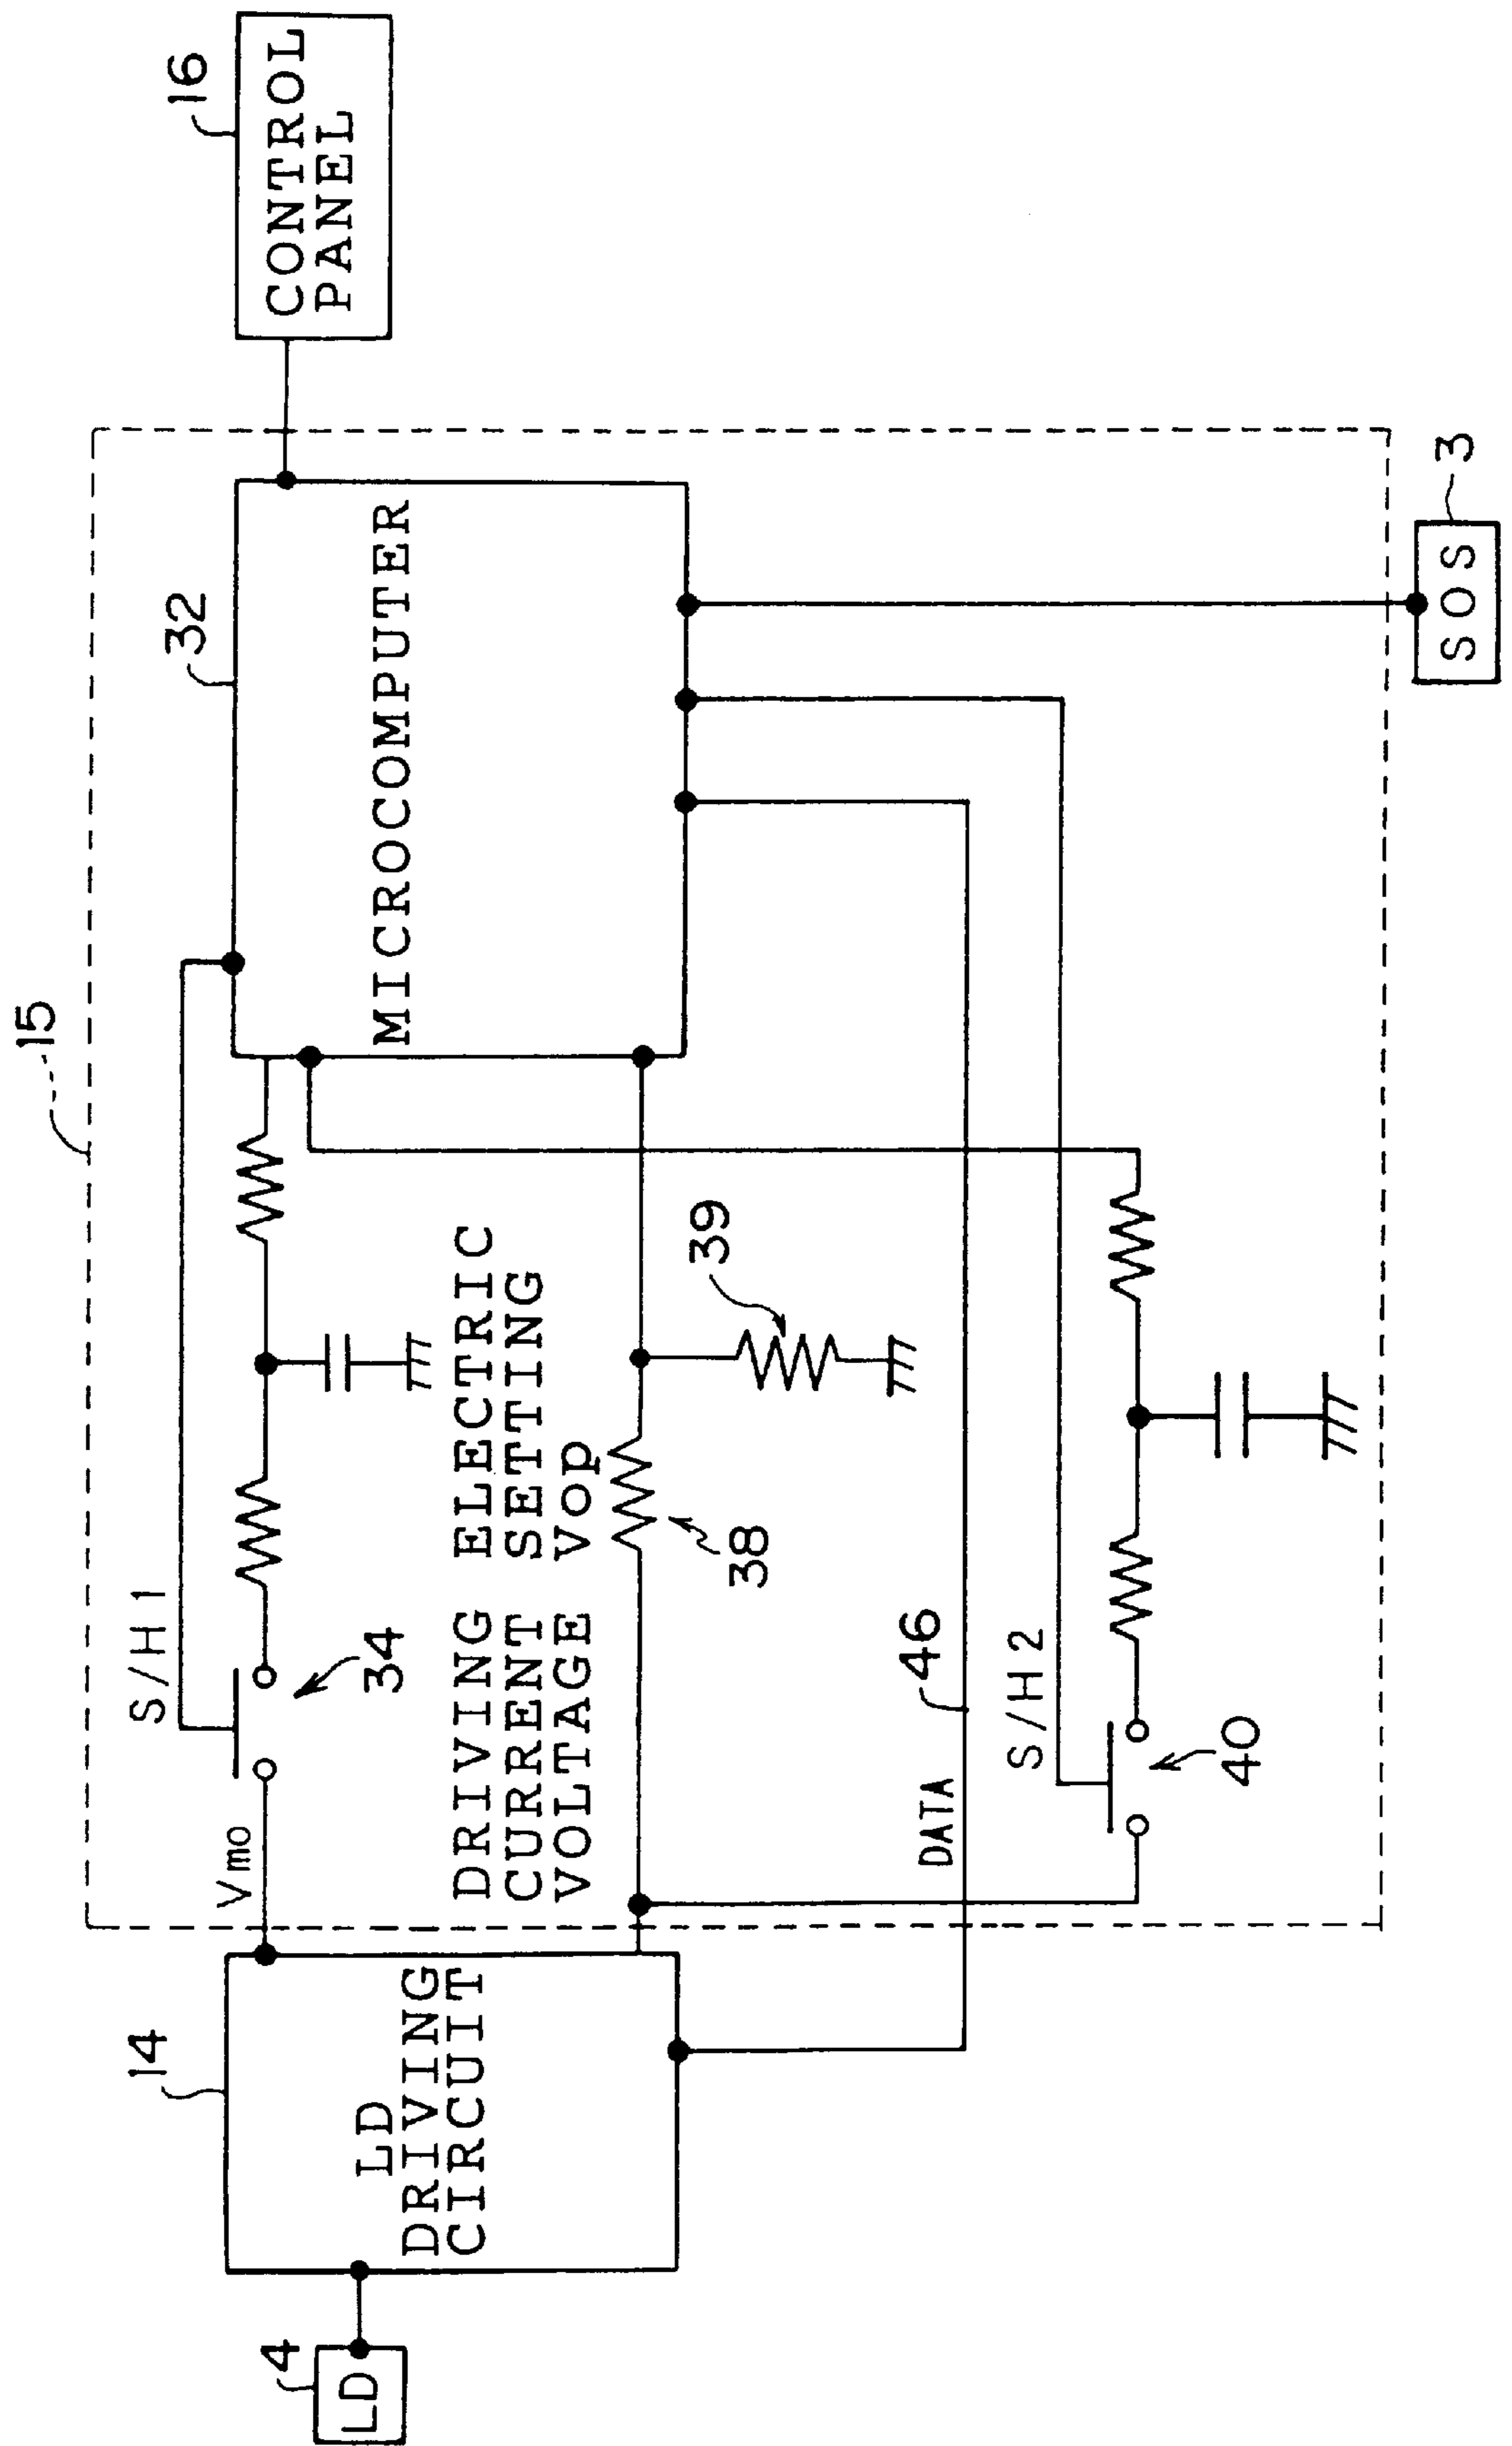 15
4
LD
14
LD
DRIVING
CIRCUIT
Vmo
S/H1
34
DRIVING ELECTRIC
CURRENT SETTING
VOLTAGE Vop
38
39
DATA
46
S/H2
40
32
MICROCOMPUTER
16
CONTROL
PANEL
SOS
3